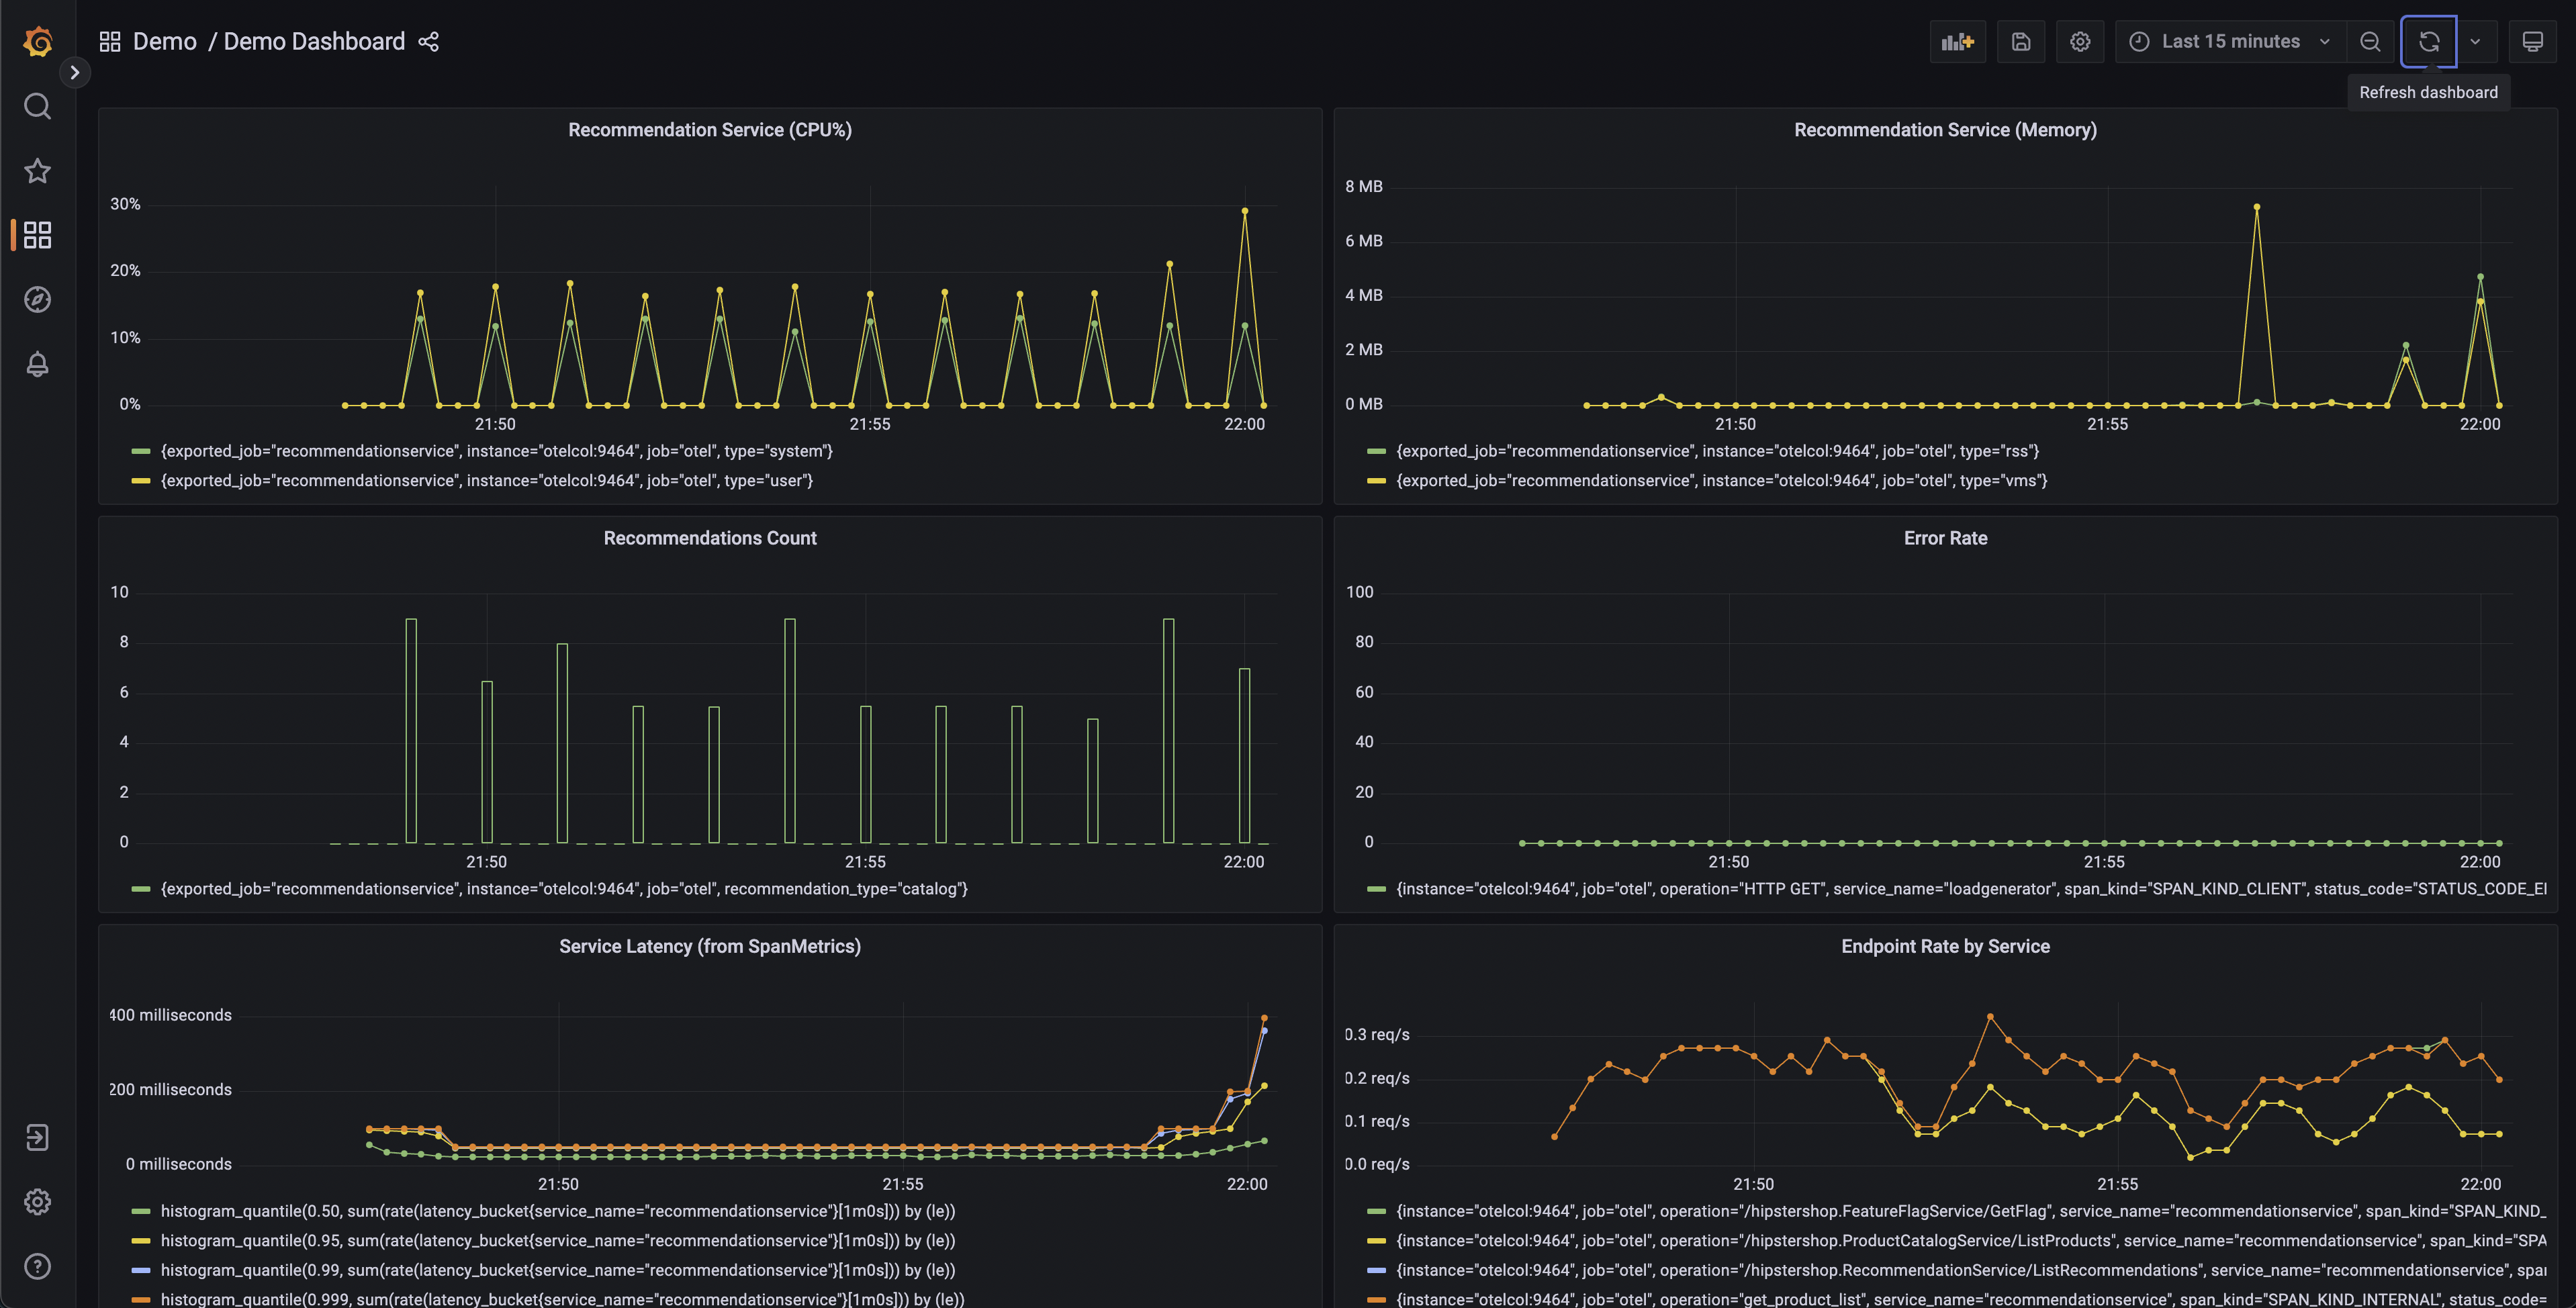 Demo / Demo Dashboard
Last 15 minutes
Refresh dashboard
Recommendation Service (CPU%)
30%
20%
10%
0%
21:50 21:55 22:00
{exported_job="recommendationservice", instance="otelcol:9464", job="otel", type="system"}
{exported_job="recommendationservice", instance="otelcol:9464", job="otel", type="user"}
Recommendation Service (Memory)
8 MB
6 MB
4 MB
2 MB
0 MB
21:50 21:55 22:00
{exported_job="recommendationservice", instance="otelcol:9464", job="otel", type="rss"}
{exported_job="recommendationservice", instance="otelcol:9464", job="otel", type="vms"}
Recommendations Count
10
8
6
4
2
0
21:50 21:55 22:00
{exported_job="recommendationservice", instance="otelcol:9464", job="otel", recommendation_type="catalog"}
Error Rate
100
80
60
40
20
0
21:50 21:55 22:00
{instance="otelcol:9464", job="otel", operation="HTTP GET", service_name="loadgenerator", span_kind="SPAN_KIND_CLIENT", status_code="STATUS_CODE_EI
Service Latency (from SpanMetrics)
400 milliseconds
200 milliseconds
0 milliseconds
21:50 21:55 22:00
histogram_quantile(0.50, sum(rate(latency_bucket{service_name="recommendationservice"}[1m0s])) by (le))
histogram_quantile(0.95, sum(rate(latency_bucket{service_name="recommendationservice"}[1m0s])) by (le))
histogram_quantile(0.99, sum(rate(latency_bucket{service_name="recommendationservice"}[1m0s])) by (le))
histogram_quantile(0.999, sum(rate(latency_bucket{service_name="recommendationservice"}[1m0s])) by (le))
Endpoint Rate by Service
0.3 req/s
0.2 req/s
0.1 req/s
0.0 req/s
21:50 21:55 22:00
{instance="otelcol:9464", job="otel", operation="/hipstershop.FeatureFlagService/GetFlag", service_name="recommendationservice", span_kind="SPAN_KIND_
{instance="otelcol:9464", job="otel", operation="/hipstershop.ProductCatalogService/ListProducts", service_name="recommendationservice", span_kind="SPA
{instance="otelcol:9464", job="otel", operation="/hipstershop.RecommendationService/ListRecommendations", service_name="recommendationservice", spa
{instance="otelcol:9464", job="otel", operation="get_product_list", service_name="recommendationservice", span_kind="SPAN_KIND_INTERNAL", status_code=